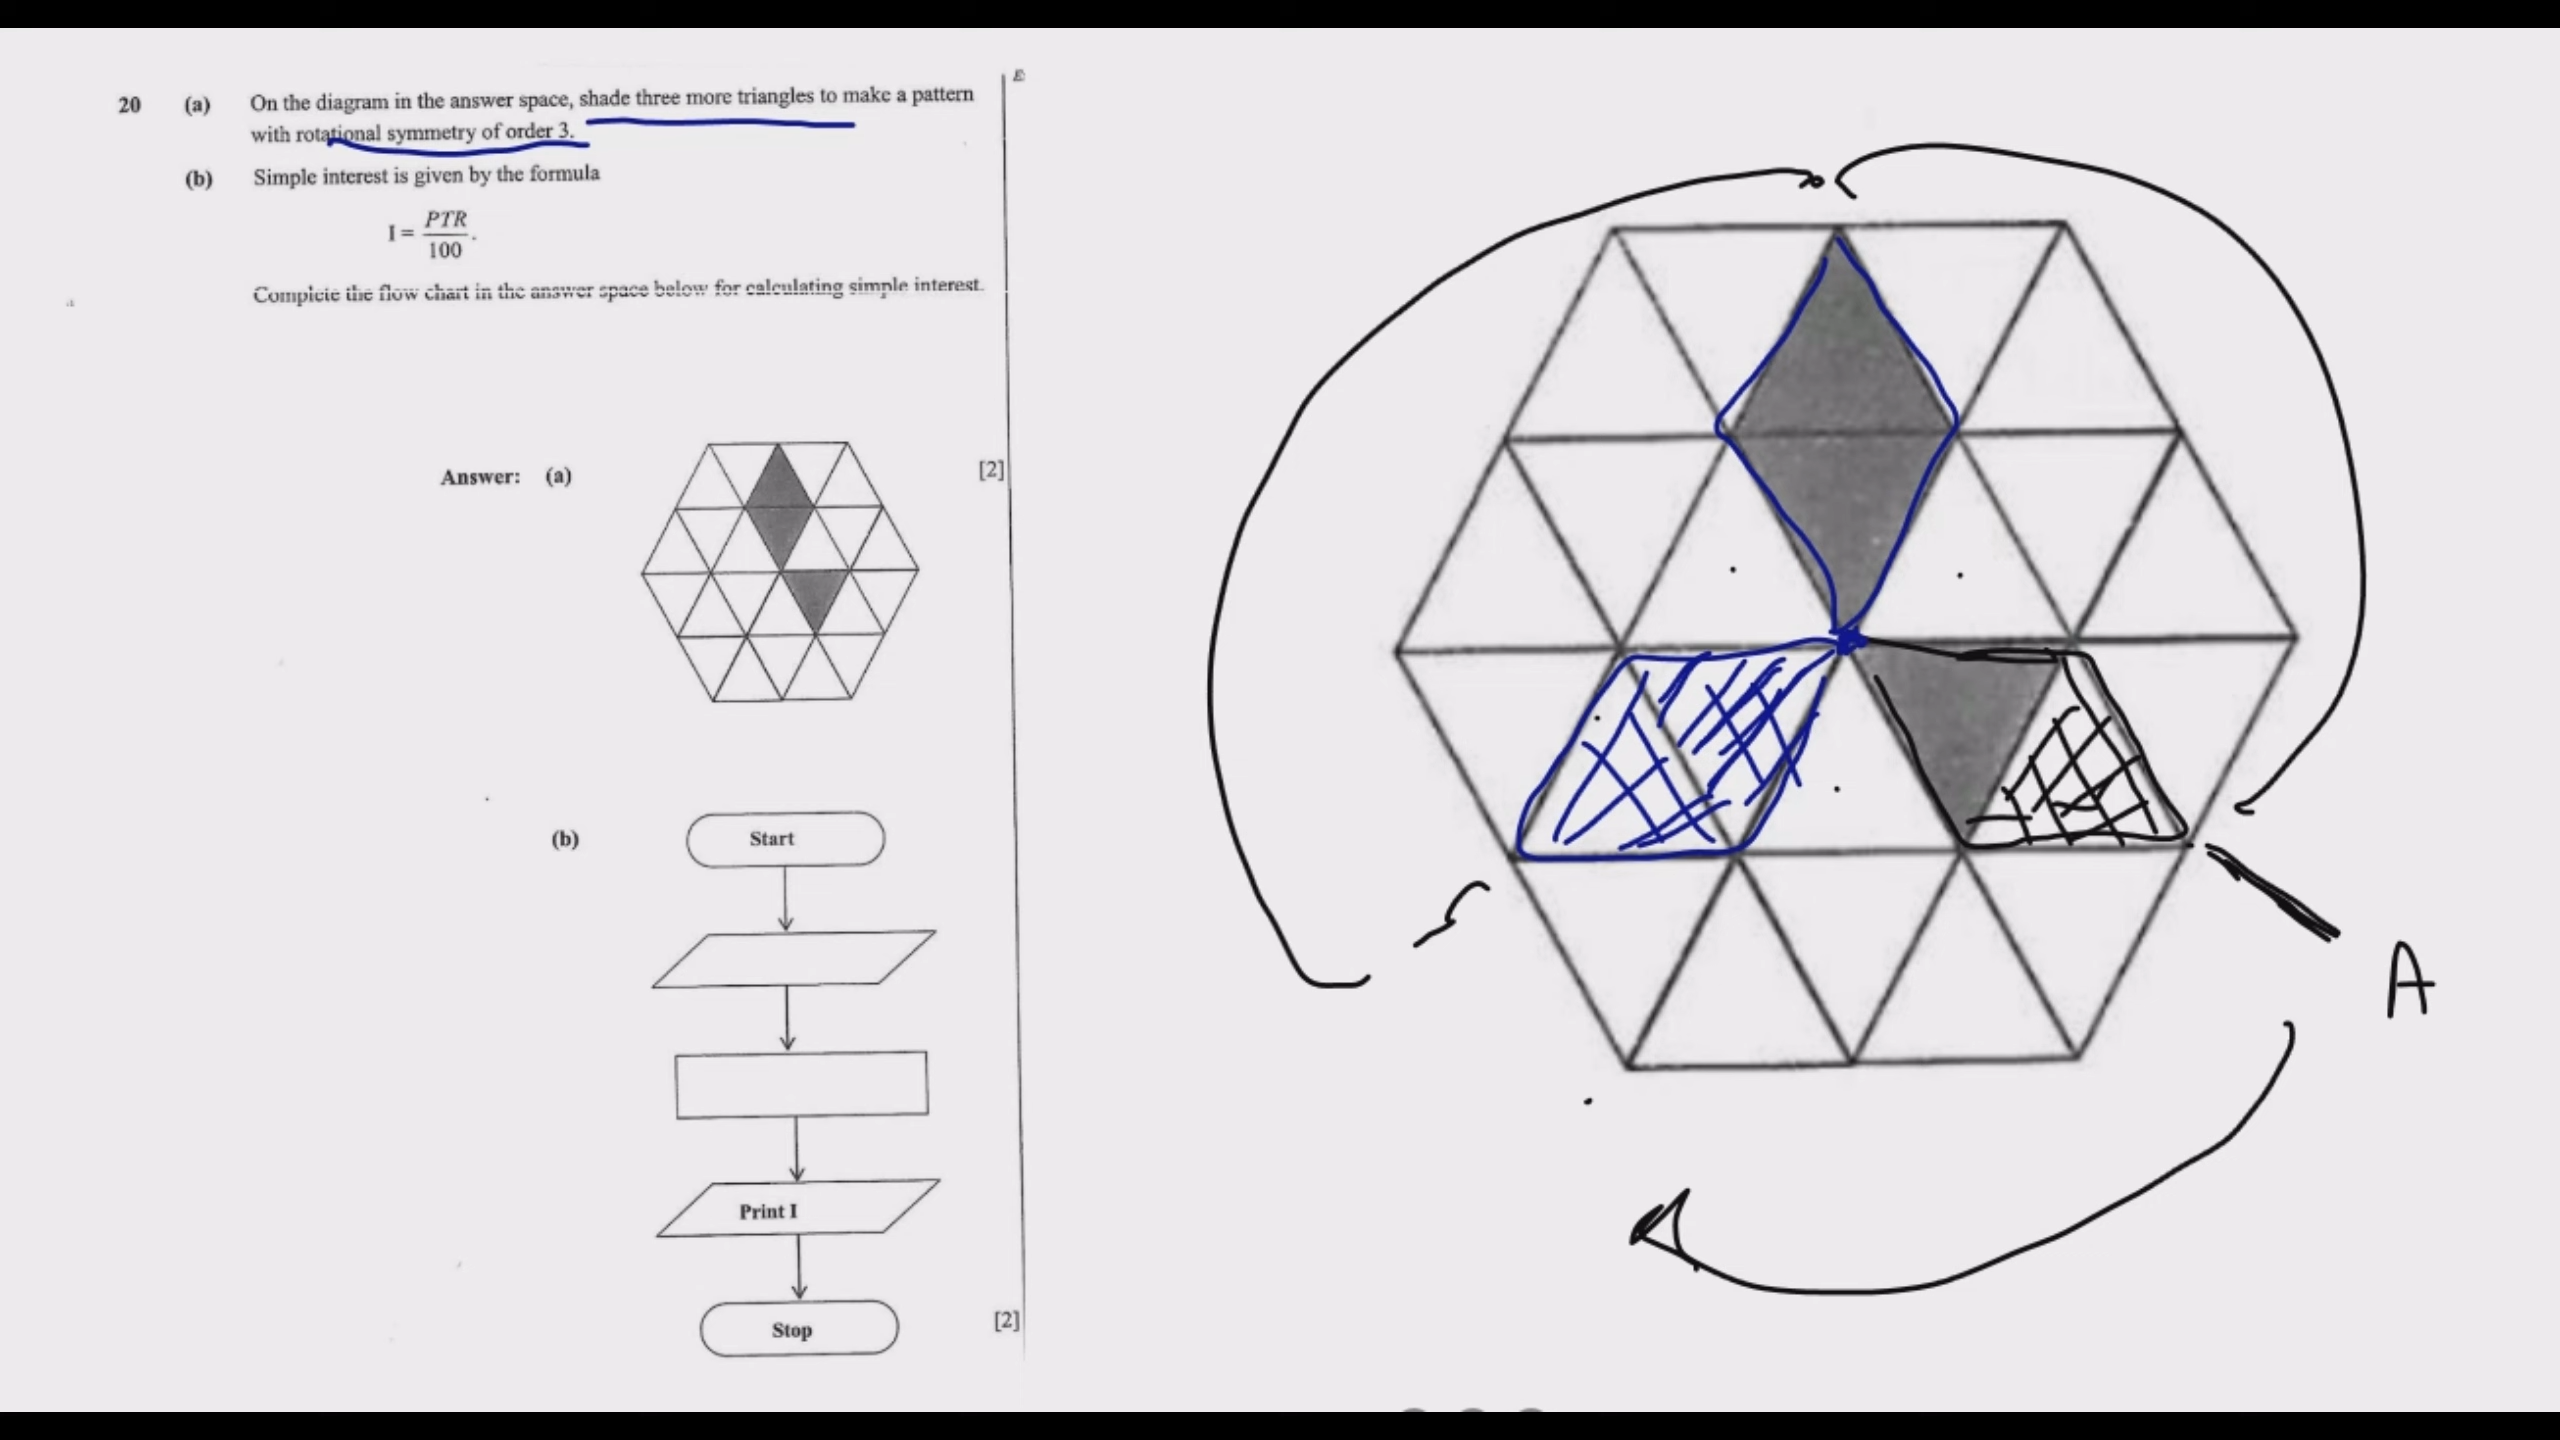 E
20 (a) On the diagram in the answer space, shade three more triangles to make a pattern
with rotational symmetry of order 3.
(b) Simple interest is given by the formula
I = PTR / 100 .
Complete the flow chart in the answer space below for calculating simple interest.
Answer: (a) [2]
(b) Start
Print I
Stop [2]
A